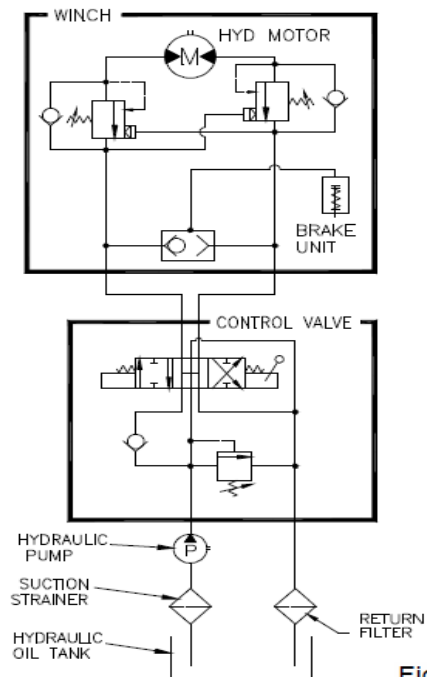 WINCH
HYD MOTOR
M
BRAKE
UNIT
CONTROL VALVE
HYDRAULIC
PUMP
P
SUCTION
STRAINER
HYDRAULIC
OIL TANK
RETURN
FILTER